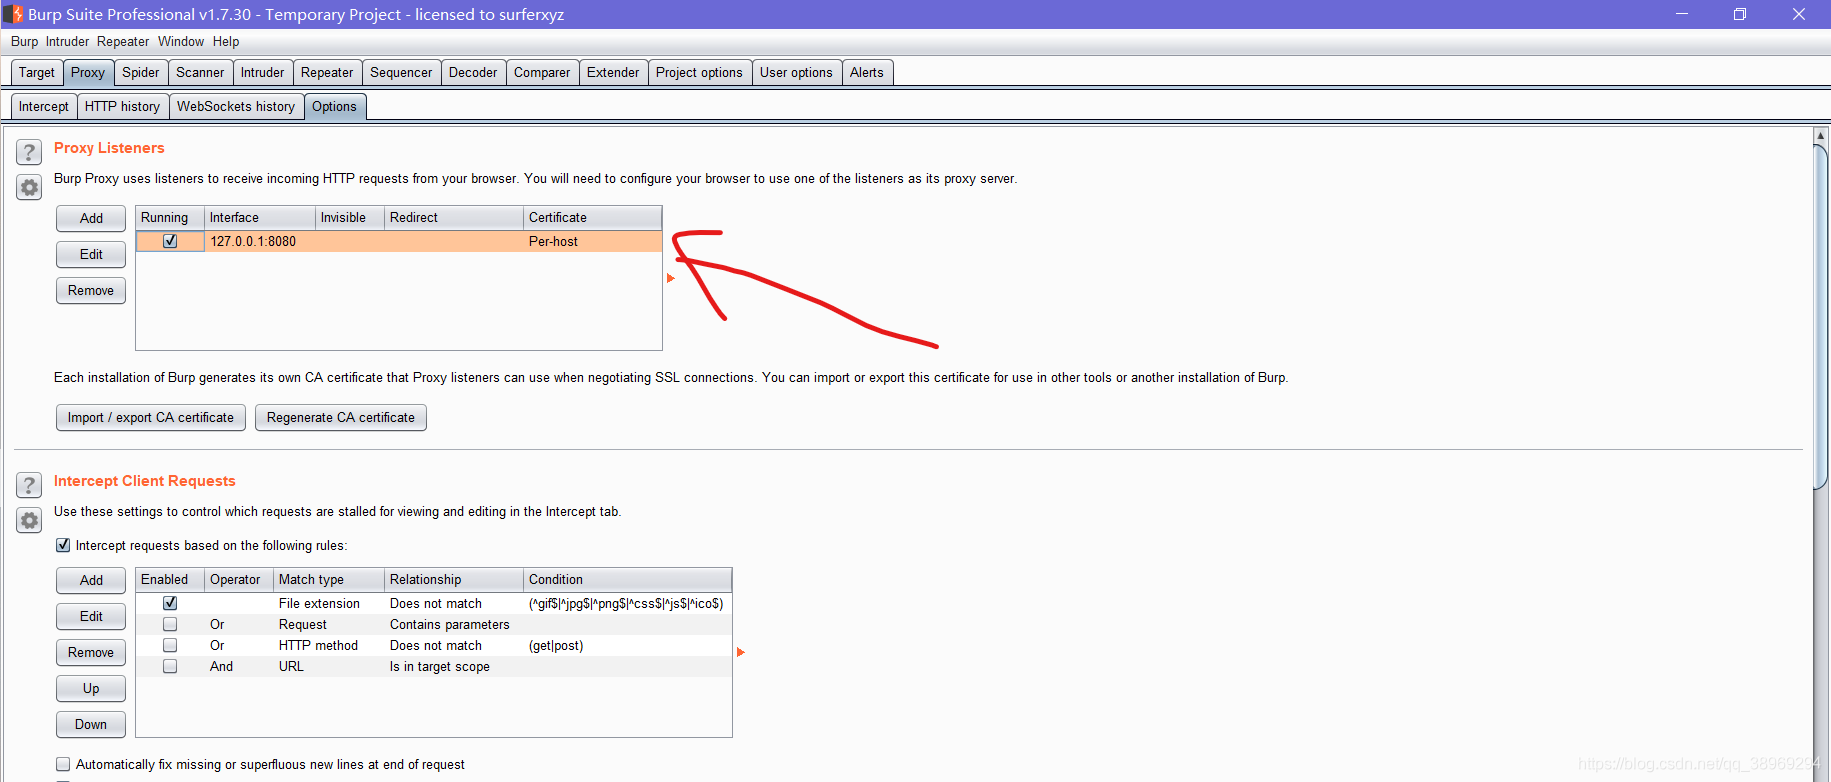 Burp Suite Professional v1.7.30 - Temporary Project - licensed to surferxyz
Burp Intruder Repeater Window Help
Target Proxy Spider Scanner Intruder Repeater Sequencer Decoder Comparer Extender Project options User options Alerts
Intercept HTTP history WebSockets history Options
? Proxy Listeners
Burp Proxy uses listeners to receive incoming HTTP requests from your browser. You will need to configure your browser to use one of the listeners as its proxy server.
Add Running Interface Invisible Redirect Certificate
127.0.0.1:8080 Per-host
Edit
Remove
Each installation of Burp generates its own CA certificate that Proxy listeners can use when negotiating SSL connections. You can import or export this certificate for use in other tools or another installation of Burp.
Import / export CA certificate Regenerate CA certificate
? Intercept Client Requests
Use these settings to control which requests are stalled for viewing and editing in the Intercept tab.
Intercept requests based on the following rules:
Add Enabled Operator Match type Relationship Condition
File extension Does not match (^gif$|^jpg$|^png$|^css$|^js$|^ico$)
Edit Or Request Contains parameters
Or HTTP method Does not match (get|post)
Remove And URL Is in target scope
Up
Down
Automatically fix missing or superfluous new lines at end of request
https://blog.csdn.net/qq_38969294